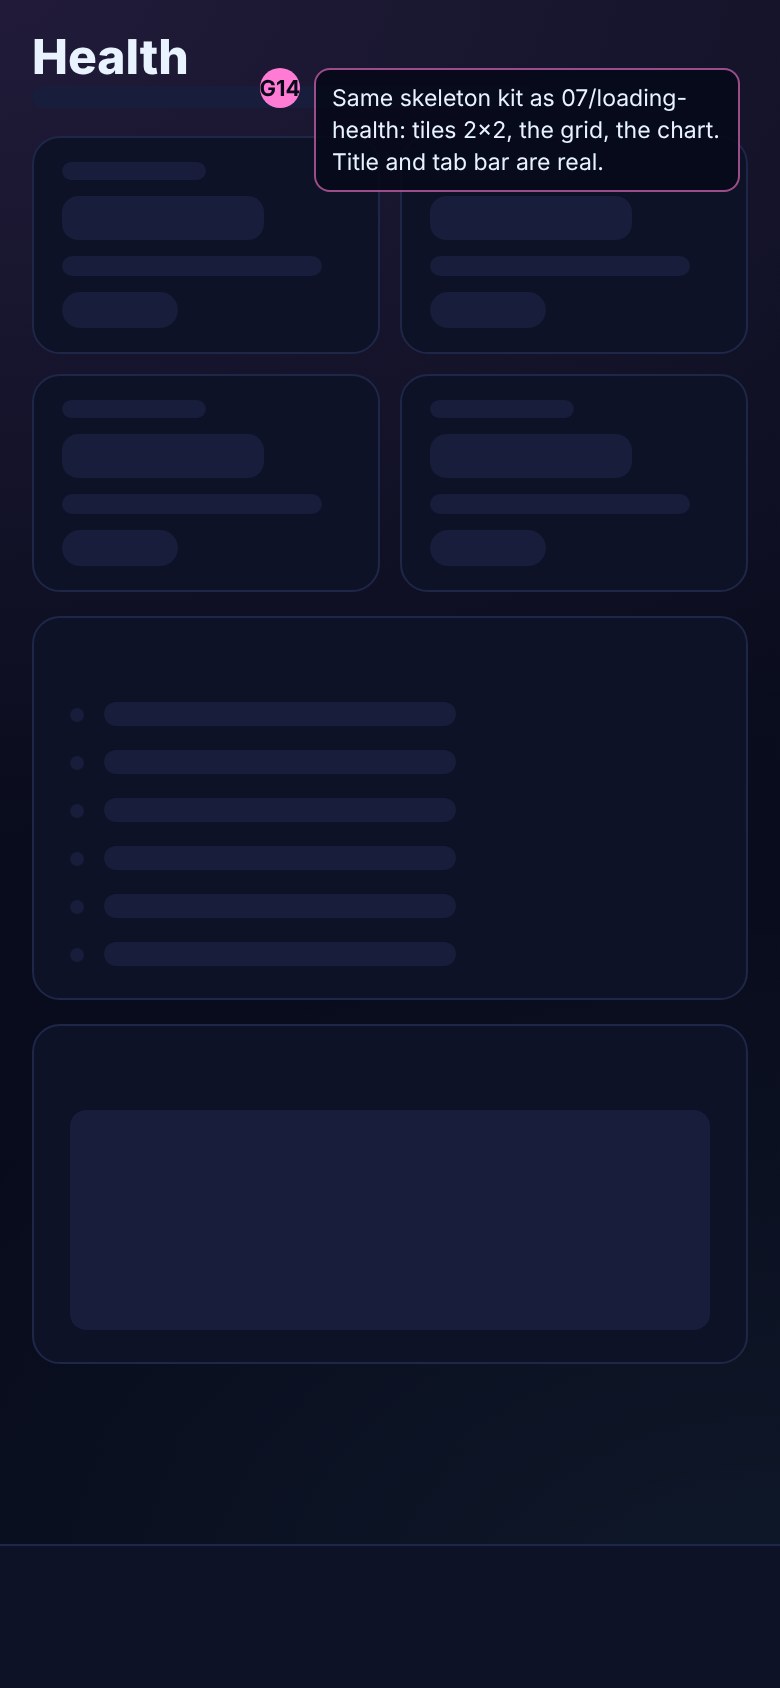 Health
G14
Same skeleton kit as 07/loading-
health: tiles 2×2, the grid, the chart.
Title and tab bar are real.